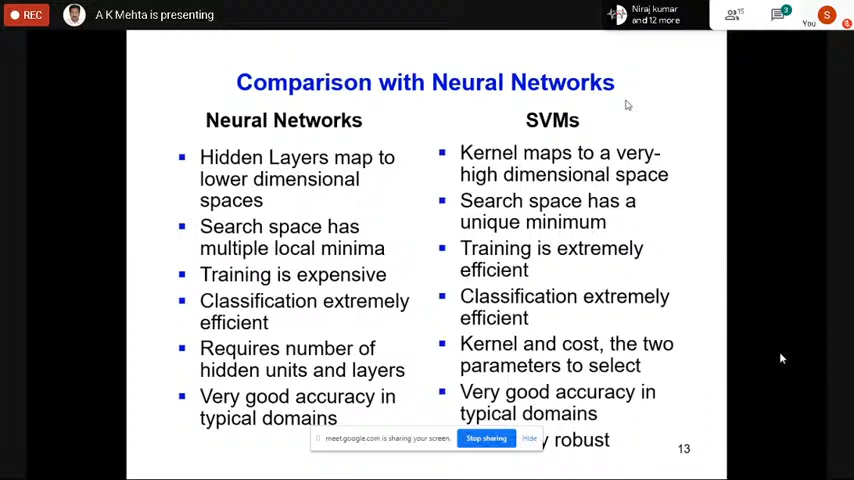 REC
A K Mehta is presenting
Niraj kumar
and 12 more
15
3
You
S
Comparison with Neural Networks
Neural Networks
Hidden Layers map to
lower dimensional
spaces
Search space has
multiple local minima
Training is expensive
Classification extremely
efficient
Requires number of
hidden units and layers
Very good accuracy in
typical domains
SVMs
Kernel maps to a very-
high dimensional space
Search space has a
unique minimum
Training is extremely
efficient
Classification extremely
efficient
Kernel and cost, the two
parameters to select
Very good accuracy in
typical domains
robust
meet.google.com is sharing your screen.
Stop sharing
Hide
13